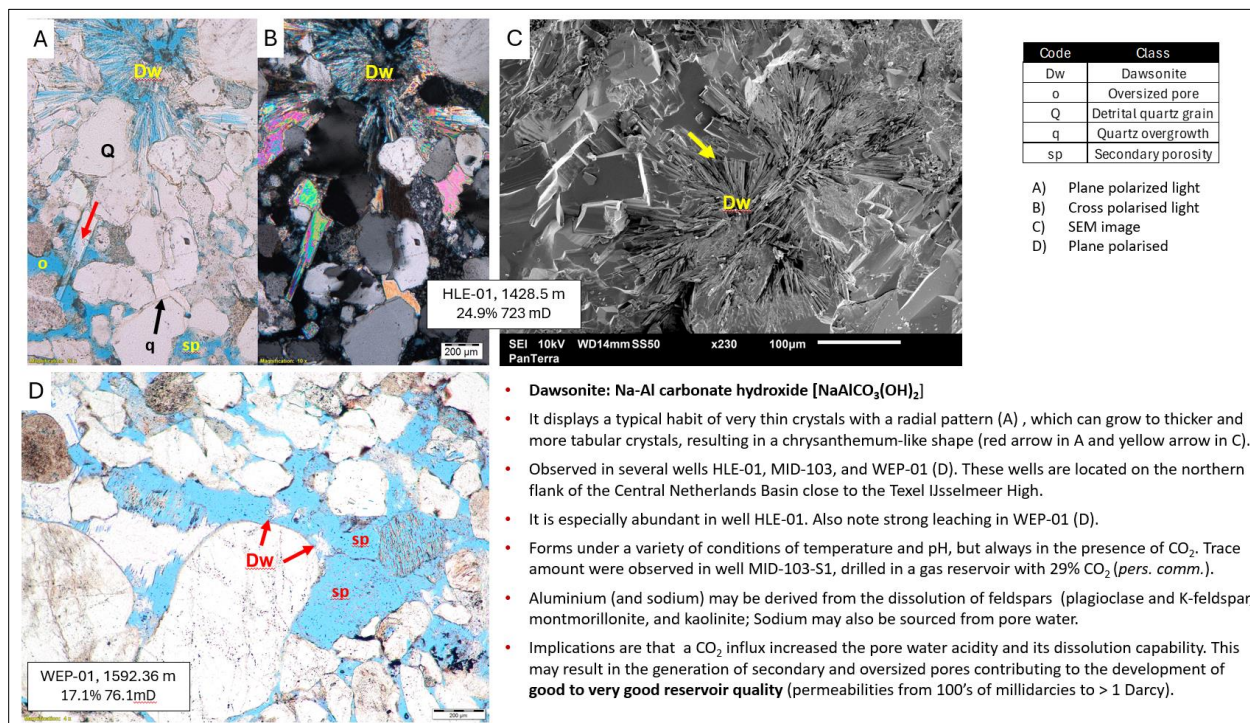 A
B
C
Dw
Dw
Dw
Q
o
q
sp
Magnification: 10 x
Magnification: 10 x
200 µm
HLE-01, 1428.5 m
24.9% 723 mD
SEI 10kV WD14mmSS50 x230 100µm
PanTerra
Code Class
Dw Dawsonite
o Oversized pore
Q Detrital quartz grain
q Quartz overgrowth
sp Secondary porosity
A) Plane polarized light
B) Cross polarised light
C) SEM image
D) Plane polarised
D
Dw
sp
sp
WEP-01, 1592.36 m
17.1% 76.1mD
Magnification: 4 x
200 µm
• Dawsonite: Na-Al carbonate hydroxide [NaAlCO₃(OH)₂]
• It displays a typical habit of very thin crystals with a radial pattern (A) , which can grow to thicker and
more tabular crystals, resulting in a chrysanthemum-like shape (red arrow in A and yellow arrow in C).
• Observed in several wells HLE-01, MID-103, and WEP-01 (D). These wells are located on the northern
flank of the Central Netherlands Basin close to the Texel IJsselmeer High.
• It is especially abundant in well HLE-01. Also note strong leaching in WEP-01 (D).
• Forms under a variety of conditions of temperature and pH, but always in the presence of CO₂. Trace
amount were observed in well MID-103-S1, drilled in a gas reservoir with 29% CO₂ (pers. comm.).
• Aluminium (and sodium) may be derived from the dissolution of feldspars (plagioclase and K-feldspar
montmorillonite, and kaolinite; Sodium may also be sourced from pore water.
• Implications are that a CO₂ influx increased the pore water acidity and its dissolution capability. This
may result in the generation of secondary and oversized pores contributing to the development of
good to very good reservoir quality (permeabilities from 100's of millidarcies to > 1 Darcy).